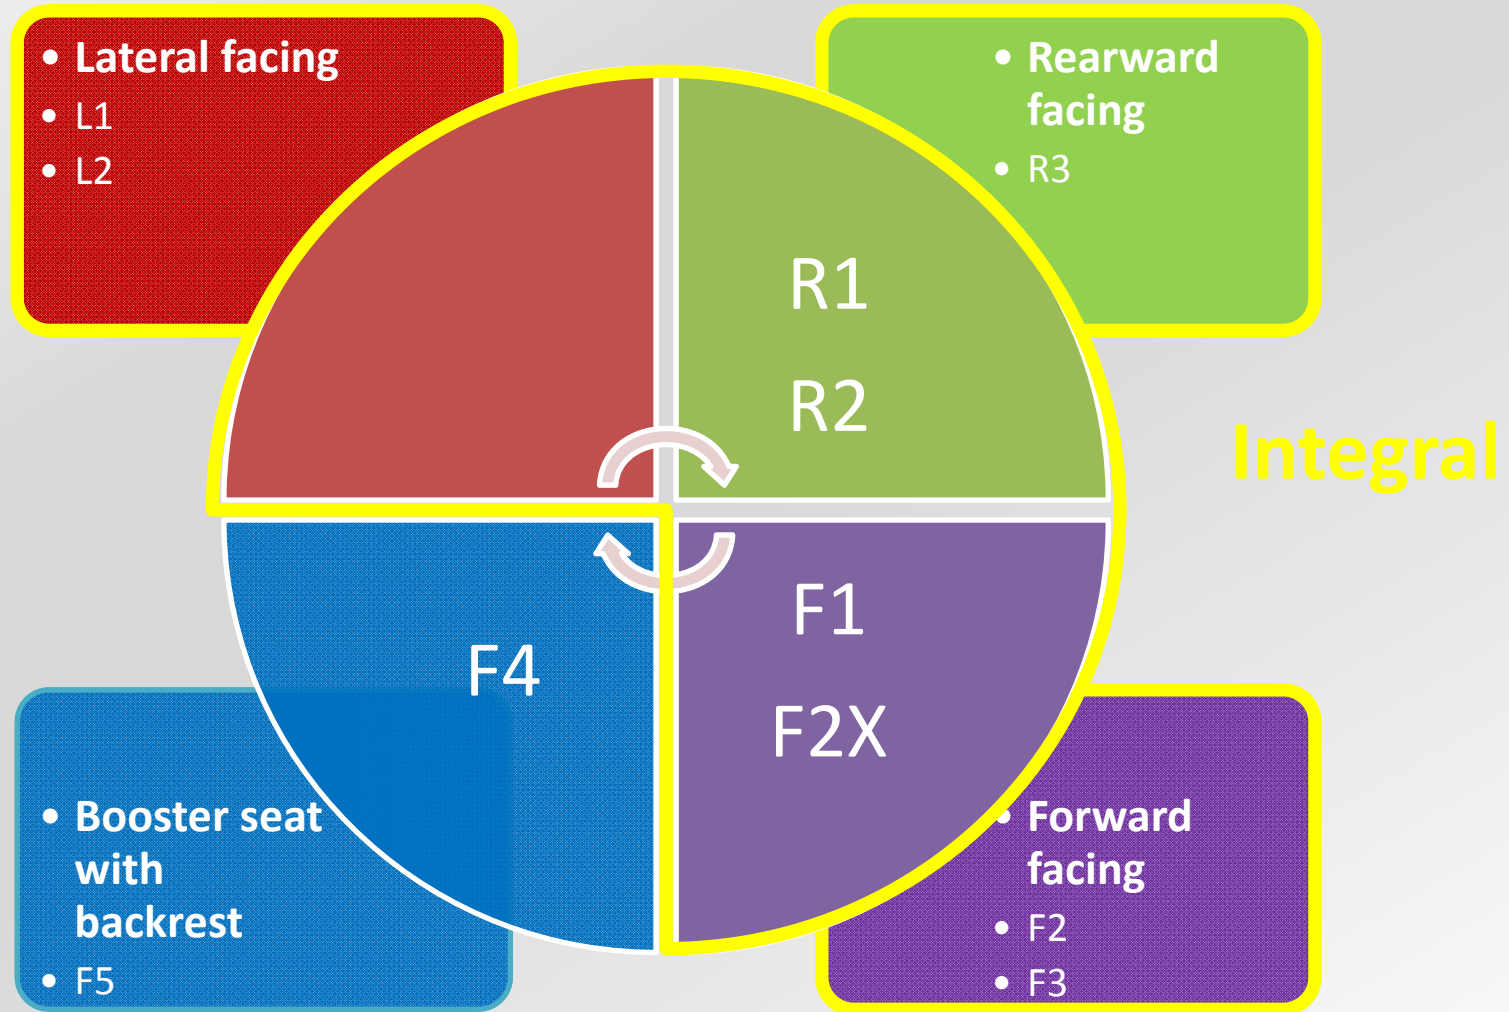 • Lateral facing
• L1
• L2
• Rearward
facing
• R3
R1
R2
Integral
F4
F1
F2X
• Booster seat
with
backrest
• F5
• Forward
facing
• F2
• F3